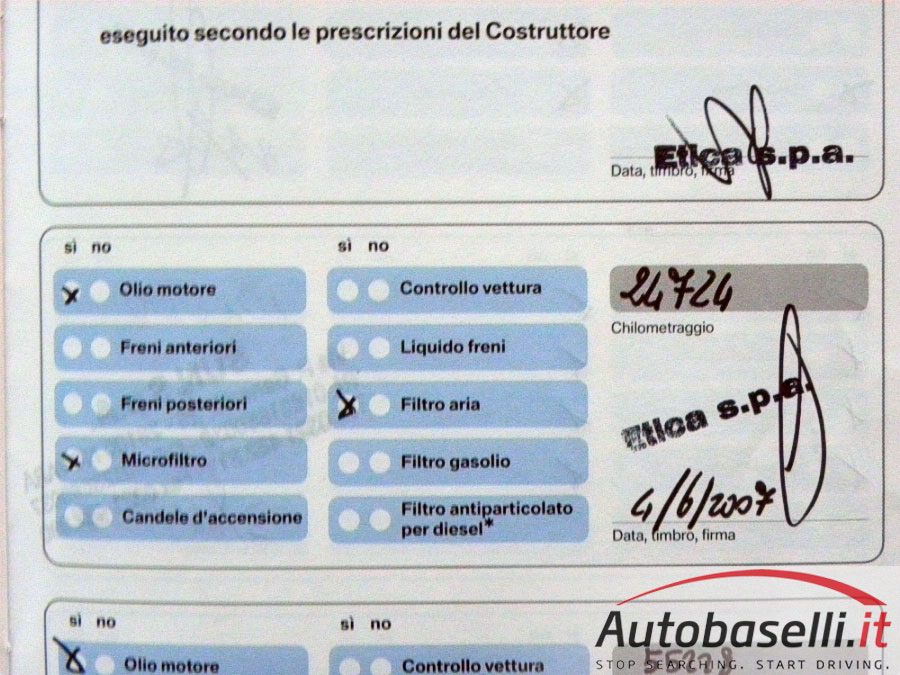 eseguito secondo le prescrizioni del Costruttore
Etica s.p.a.
Data, timbro, firma
sì no
Olio motore
Freni anteriori
Freni posteriori
Microfiltro
Candele d'accensione
sì no
Controllo vettura
Liquido freni
Filtro aria
Filtro gasolio
Filtro antiparticolato
per diesel*
24724
Chilometraggio
Etica s.p.a.
4/6/2007
Data, timbro, firma
sì no
Olio motore
sì no
Controllo vettura
Autobaselli.it
STOP SEARCHING. START DRIVING.